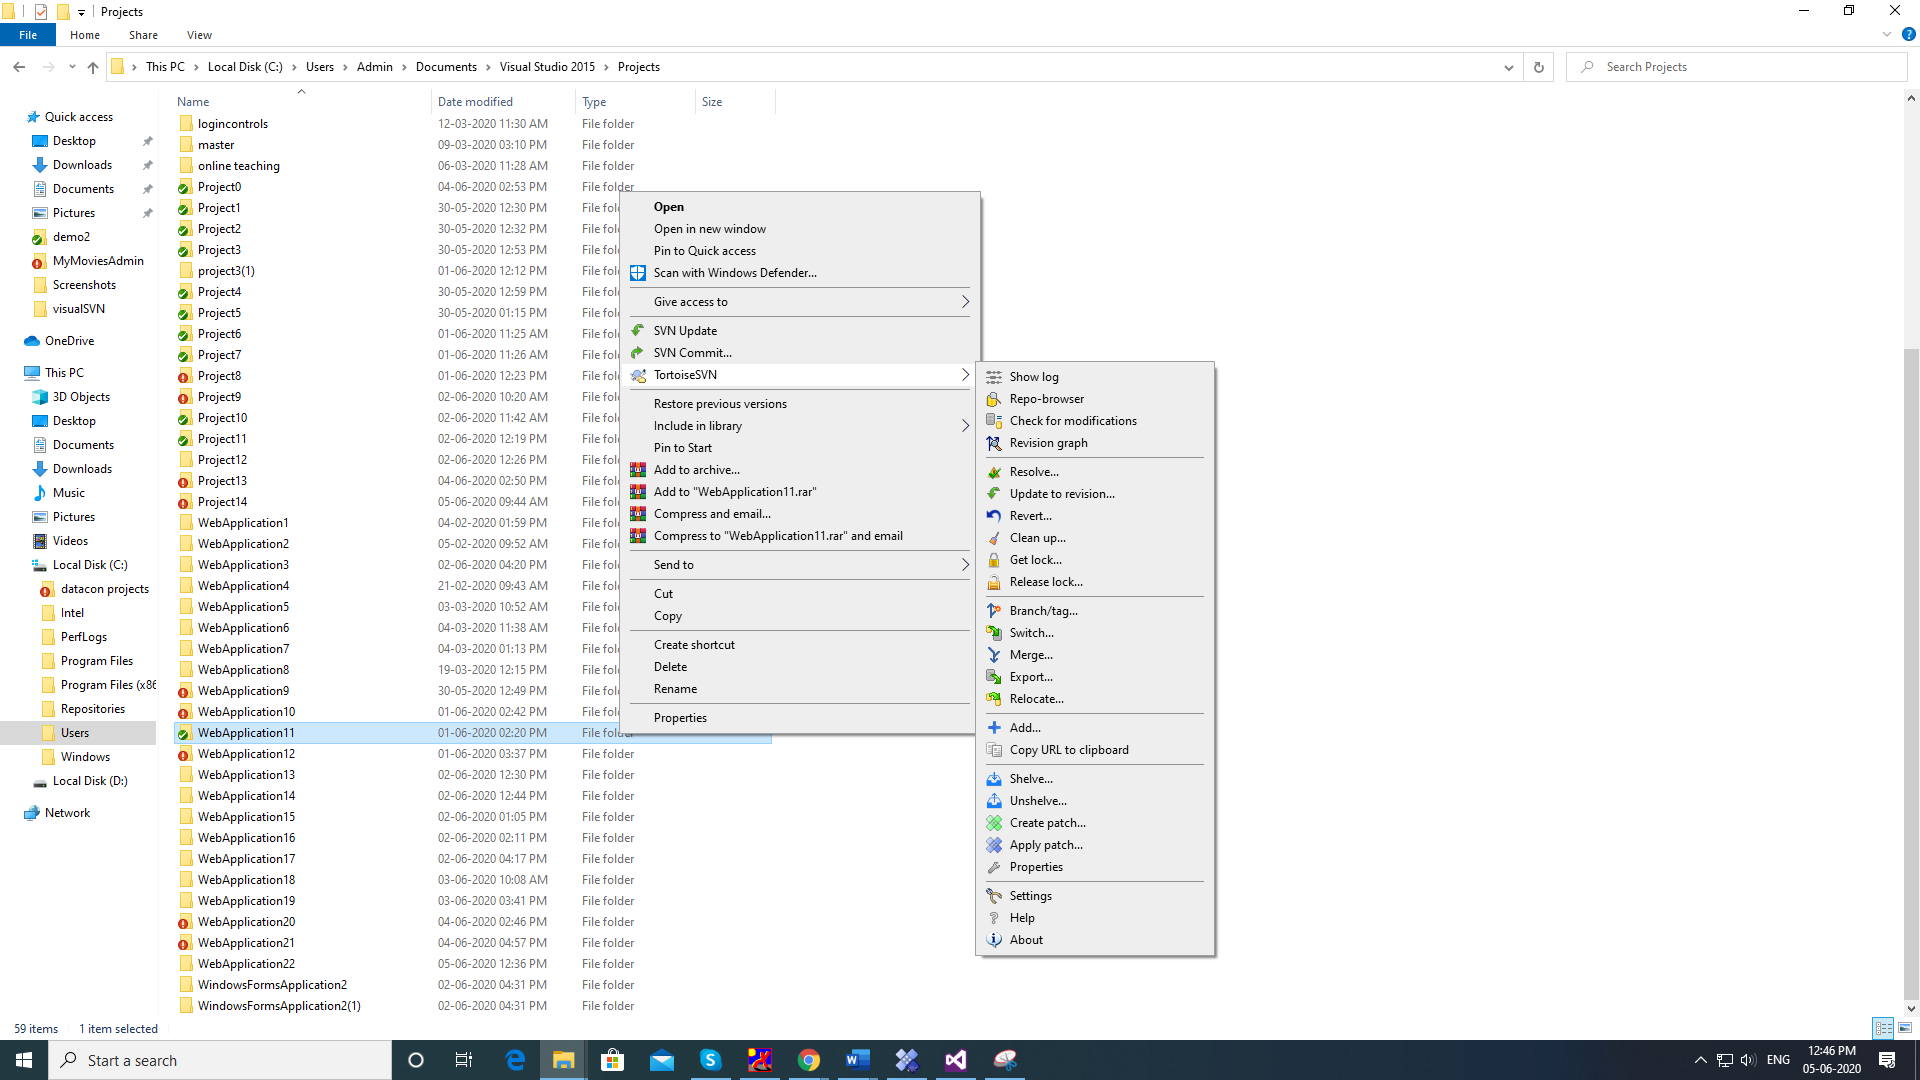 Projects
File Home Share View
This PC Local Disk (C:) Users Admin Documents Visual Studio 2015 Projects
Search Projects
Quick access
Desktop
Downloads
Documents
Pictures
demo2
MyMoviesAdmin
Screenshots
visualSVN
OneDrive
This PC
3D Objects
Desktop
Documents
Downloads
Music
Pictures
Videos
Local Disk (C:)
datacon projects
Intel
PerfLogs
Program Files
Program Files (x86
Repositories
Users
Windows
Local Disk (D:)
Network
Name Date modified Type Size
logincontrols 12-03-2020 11:30 AM File folder
master 09-03-2020 03:10 PM File folder
online teaching 06-03-2020 11:28 AM File folder
Project0 04-06-2020 02:53 PM File folder
Project1 30-05-2020 12:30 PM File fol
Project2 30-05-2020 12:32 PM File fol
Project3 30-05-2020 12:53 PM File fol
project3(1) 01-06-2020 12:12 PM File fol
Project4 30-05-2020 12:59 PM File fol
Project5 30-05-2020 01:15 PM File fol
Project6 01-06-2020 11:25 AM File fol
Project7 01-06-2020 11:26 AM File fol
Project8 01-06-2020 12:23 PM File fol
Project9 02-06-2020 10:20 AM File fol
Project10 02-06-2020 11:42 AM File fol
Project11 02-06-2020 12:19 PM File fol
Project12 02-06-2020 12:26 PM File fol
Project13 04-06-2020 02:50 PM File fol
Project14 05-06-2020 09:44 AM File fol
WebApplication1 04-02-2020 01:59 PM File fol
WebApplication2 05-02-2020 09:52 AM File fol
WebApplication3 02-06-2020 04:20 PM File fol
WebApplication4 21-02-2020 09:43 AM File fol
WebApplication5 03-03-2020 10:52 AM File fol
WebApplication6 04-03-2020 11:38 AM File fol
WebApplication7 04-03-2020 01:13 PM File fol
WebApplication8 19-03-2020 12:15 PM File fol
WebApplication9 30-05-2020 12:49 PM File fol
WebApplication10 01-06-2020 02:42 PM File fol
WebApplication11 01-06-2020 02:20 PM File folder
WebApplication12 01-06-2020 03:37 PM File folder
WebApplication13 02-06-2020 12:30 PM File folder
WebApplication14 02-06-2020 12:44 PM File folder
WebApplication15 02-06-2020 01:05 PM File folder
WebApplication16 02-06-2020 02:11 PM File folder
WebApplication17 02-06-2020 04:17 PM File folder
WebApplication18 03-06-2020 10:08 AM File folder
WebApplication19 03-06-2020 03:41 PM File folder
WebApplication20 04-06-2020 02:46 PM File folder
WebApplication21 04-06-2020 04:57 PM File folder
WebApplication22 05-06-2020 12:36 PM File folder
WindowsFormsApplication2 02-06-2020 04:31 PM File folder
WindowsFormsApplication2(1) 02-06-2020 04:31 PM File folder
Open
Open in new window
Pin to Quick access
Scan with Windows Defender...
Give access to
SVN Update
SVN Commit...
TortoiseSVN
Restore previous versions
Include in library
Pin to Start
Add to archive...
Add to "WebApplication11.rar"
Compress and email...
Compress to "WebApplication11.rar" and email
Send to
Cut
Copy
Create shortcut
Delete
Rename
Properties
Show log
Repo-browser
Check for modifications
Revision graph
Resolve...
Update to revision...
Revert...
Clean up...
Get lock...
Release lock...
Branch/tag...
Switch...
Merge...
Export...
Relocate...
Add...
Copy URL to clipboard
Shelve...
Unshelve...
Create patch...
Apply patch...
Properties
Settings
Help
About
59 items 1 item selected
Start a search
ENG
12:46 PM
05-06-2020